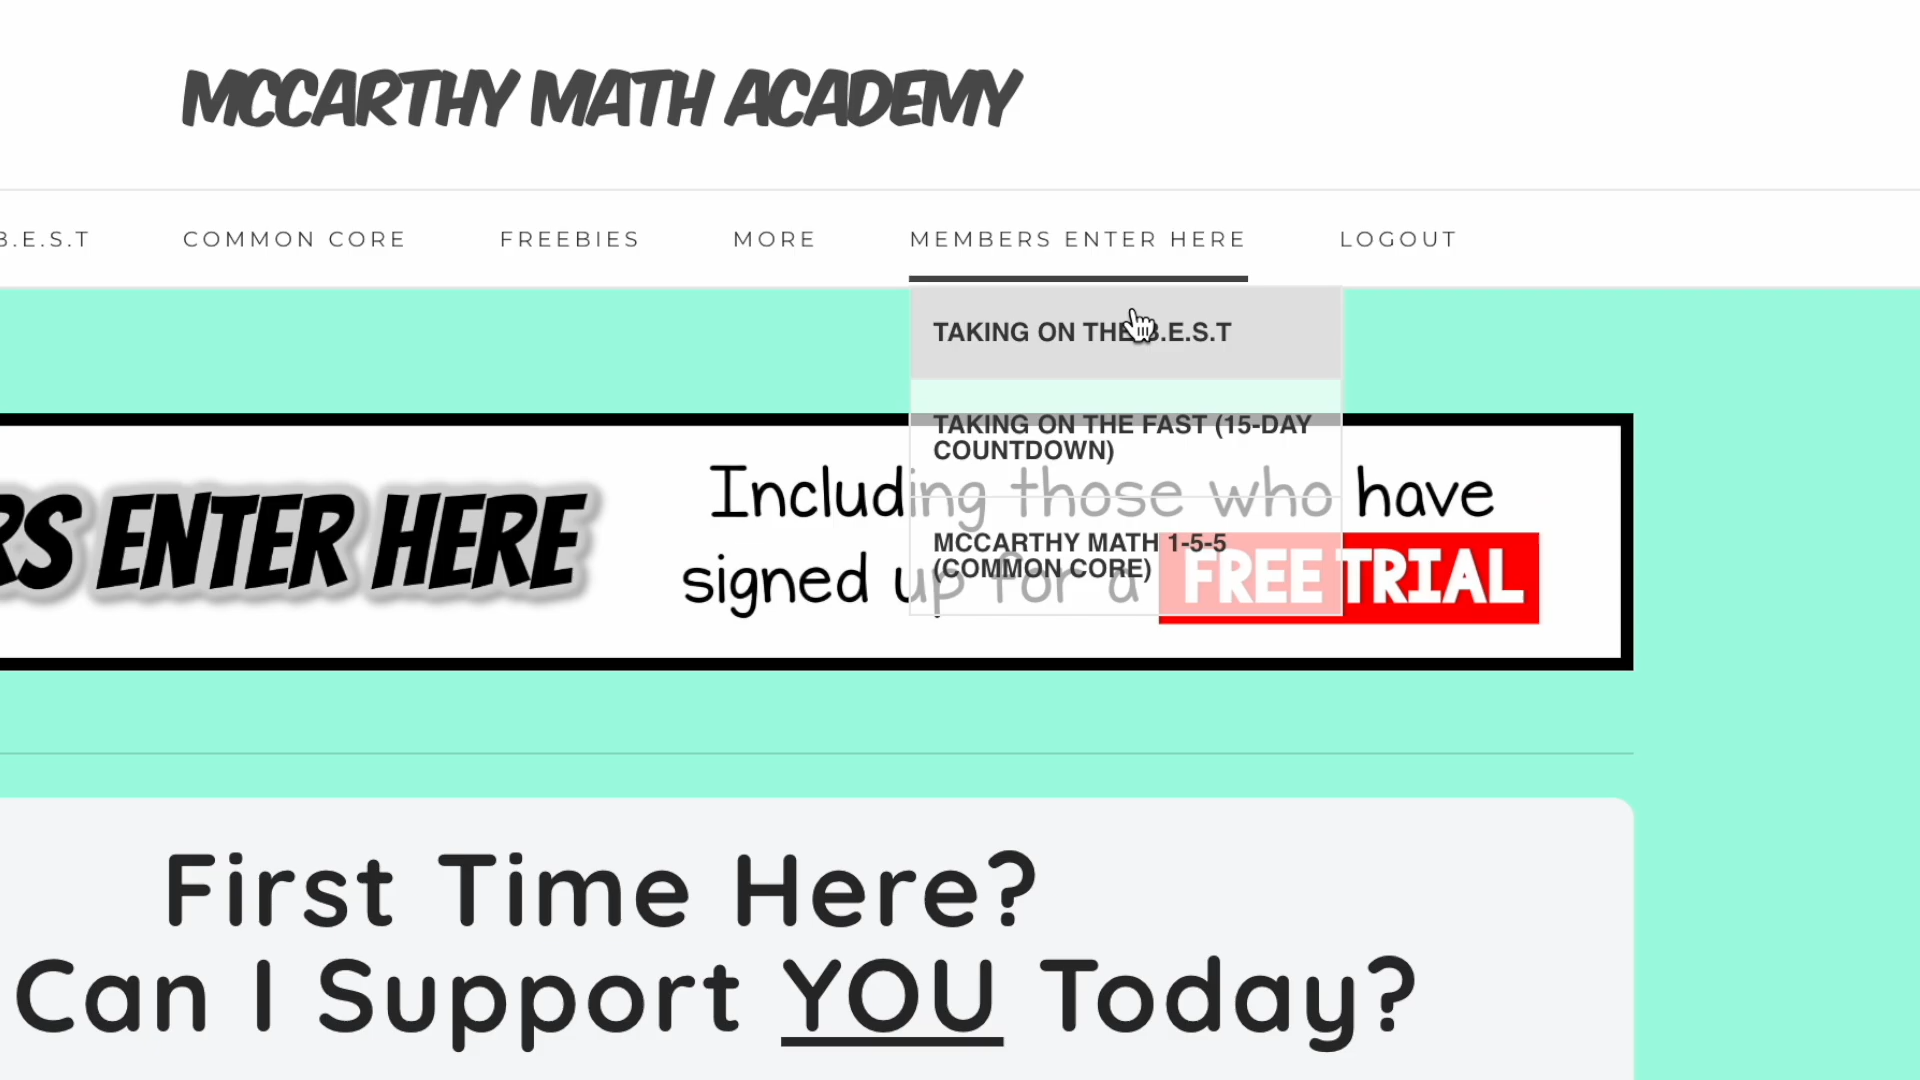 MCCARTHY MATH ACADEMY
B.E.S.T COMMON CORE FREEBIES MORE MEMBERS ENTER HERE LOGOUT
TAKING ON THE B.E.S.T
TAKING ON THE FAST (15-DAY
COUNTDOWN)
MCCARTHY MATH 1-5-5
(COMMON CORE)
RS ENTER HERE
Including those who have
signed up for a FREE TRIAL
First Time Here?
Can I Support YOU Today?